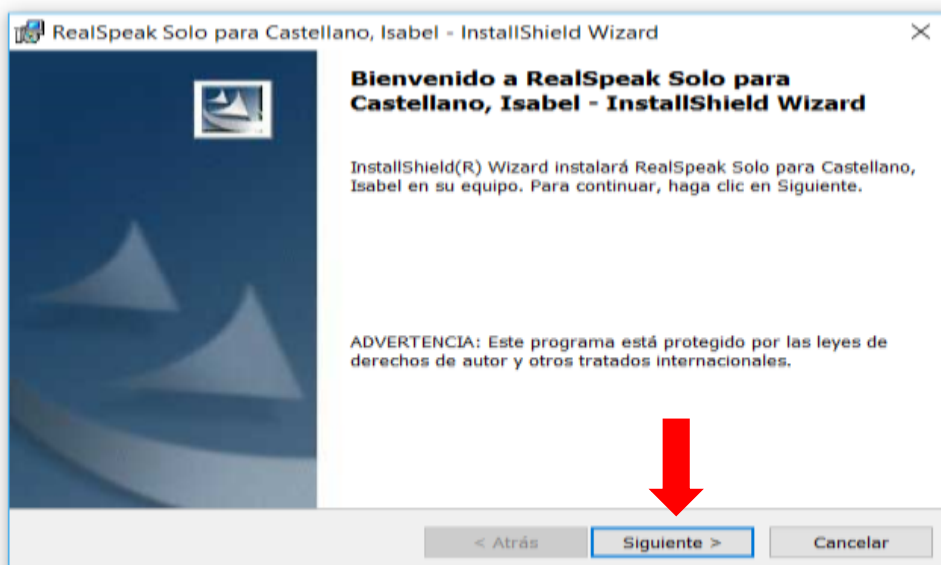 RealSpeak Solo para Castellano, Isabel - InstallShield Wizard
Bienvenido a RealSpeak Solo para
Castellano, Isabel - InstallShield Wizard
InstallShield(R) Wizard instalará RealSpeak Solo para Castellano,
Isabel en su equipo. Para continuar, haga clic en Siguiente.
ADVERTENCIA: Este programa está protegido por las leyes de
derechos de autor y otros tratados internacionales.
< Atrás Siguiente > Cancelar